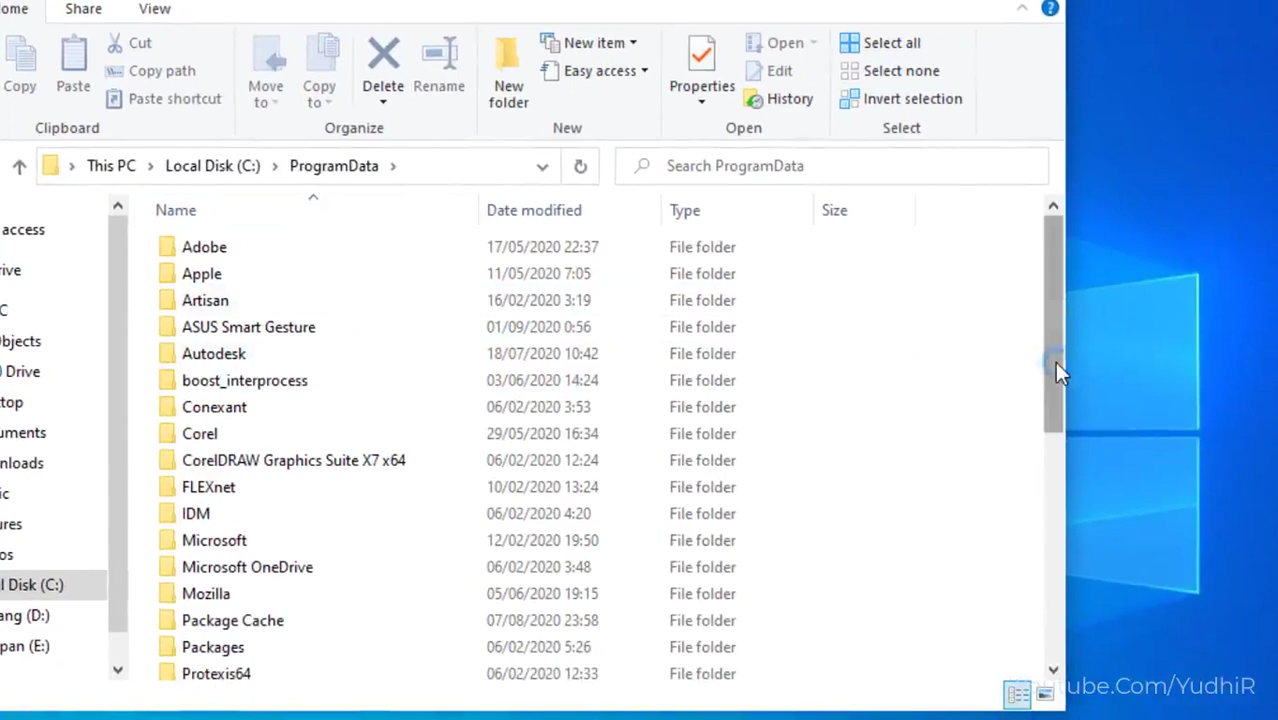 ome Share View
Copy
Paste
Cut
Copy path
Paste shortcut
Move to
Copy to
Delete
Rename
New folder
New item
Easy access
Properties
Open
Edit
History
Select all
Select none
Invert selection
Clipboard Organize New Open Select
This PC Local Disk (C:) ProgramData
Search ProgramData
access
rive
C
bjects
Drive
top
uments
nloads
ic
ures
os
l Disk (C:)
ang (D:)
pan (E:)
Name Date modified Type Size
Adobe 17/05/2020 22:37 File folder
Apple 11/05/2020 7:05 File folder
Artisan 16/02/2020 3:19 File folder
ASUS Smart Gesture 01/09/2020 0:56 File folder
Autodesk 18/07/2020 10:42 File folder
boost_interprocess 03/06/2020 14:24 File folder
Conexant 06/02/2020 3:53 File folder
Corel 29/05/2020 16:34 File folder
CorelDRAW Graphics Suite X7 x64 06/02/2020 12:24 File folder
FLEXnet 10/02/2020 13:24 File folder
IDM 06/02/2020 4:20 File folder
Microsoft 12/02/2020 19:50 File folder
Microsoft OneDrive 06/02/2020 3:48 File folder
Mozilla 05/06/2020 19:15 File folder
Package Cache 07/08/2020 23:58 File folder
Packages 06/02/2020 5:26 File folder
Protexis64 06/02/2020 12:33 File folder
Youtube.Com/YudhiR